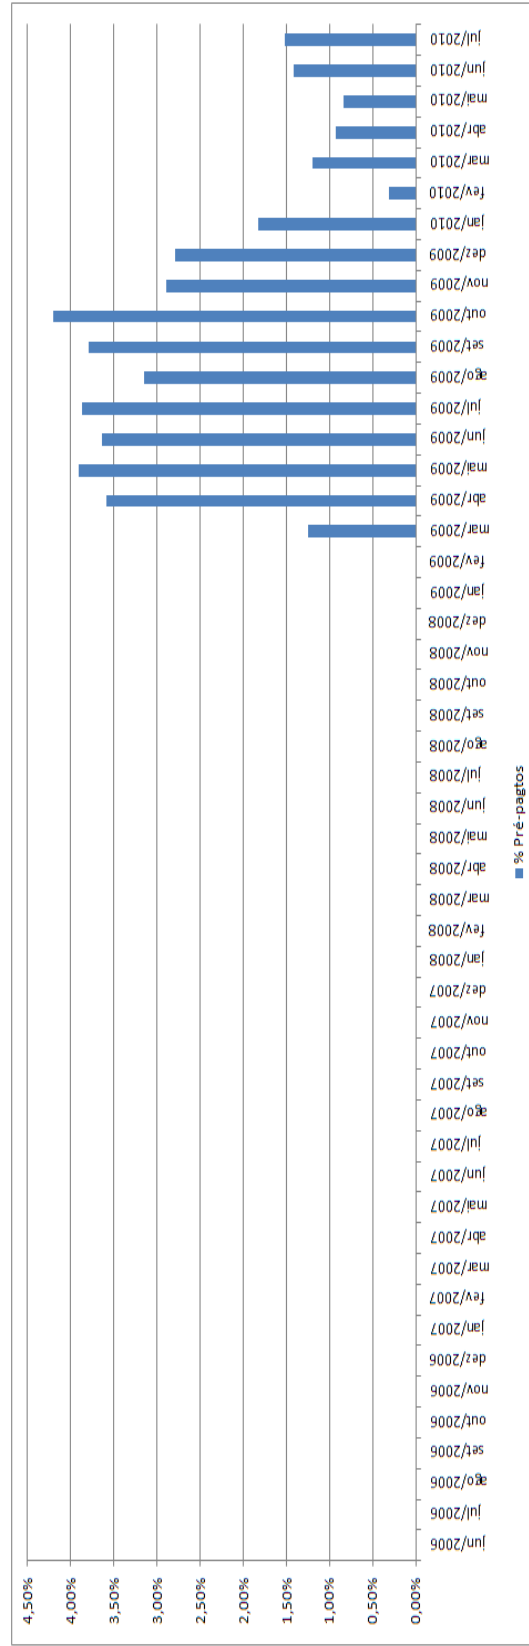 4,50%
4,00%
3,50%
3,00%
2,50%
2,00%
1,50%
1,00%
0,50%
0,00%
jun/2006
jul/2006
ago/2006
set/2006
out/2006
nov/2006
dez/2006
jan/2007
fev/2007
mar/2007
abr/2007
mai/2007
jun/2007
jul/2007
ago/2007
set/2007
out/2007
nov/2007
dez/2007
jan/2008
fev/2008
mar/2008
abr/2008
mai/2008
jun/2008
jul/2008
ago/2008
set/2008
out/2008
nov/2008
dez/2008
jan/2009
fev/2009
mar/2009
abr/2009
mai/2009
jun/2009
jul/2009
ago/2009
set/2009
out/2009
nov/2009
dez/2009
jan/2010
fev/2010
mar/2010
abr/2010
mai/2010
jun/2010
jul/2010
% Pré-pagtos